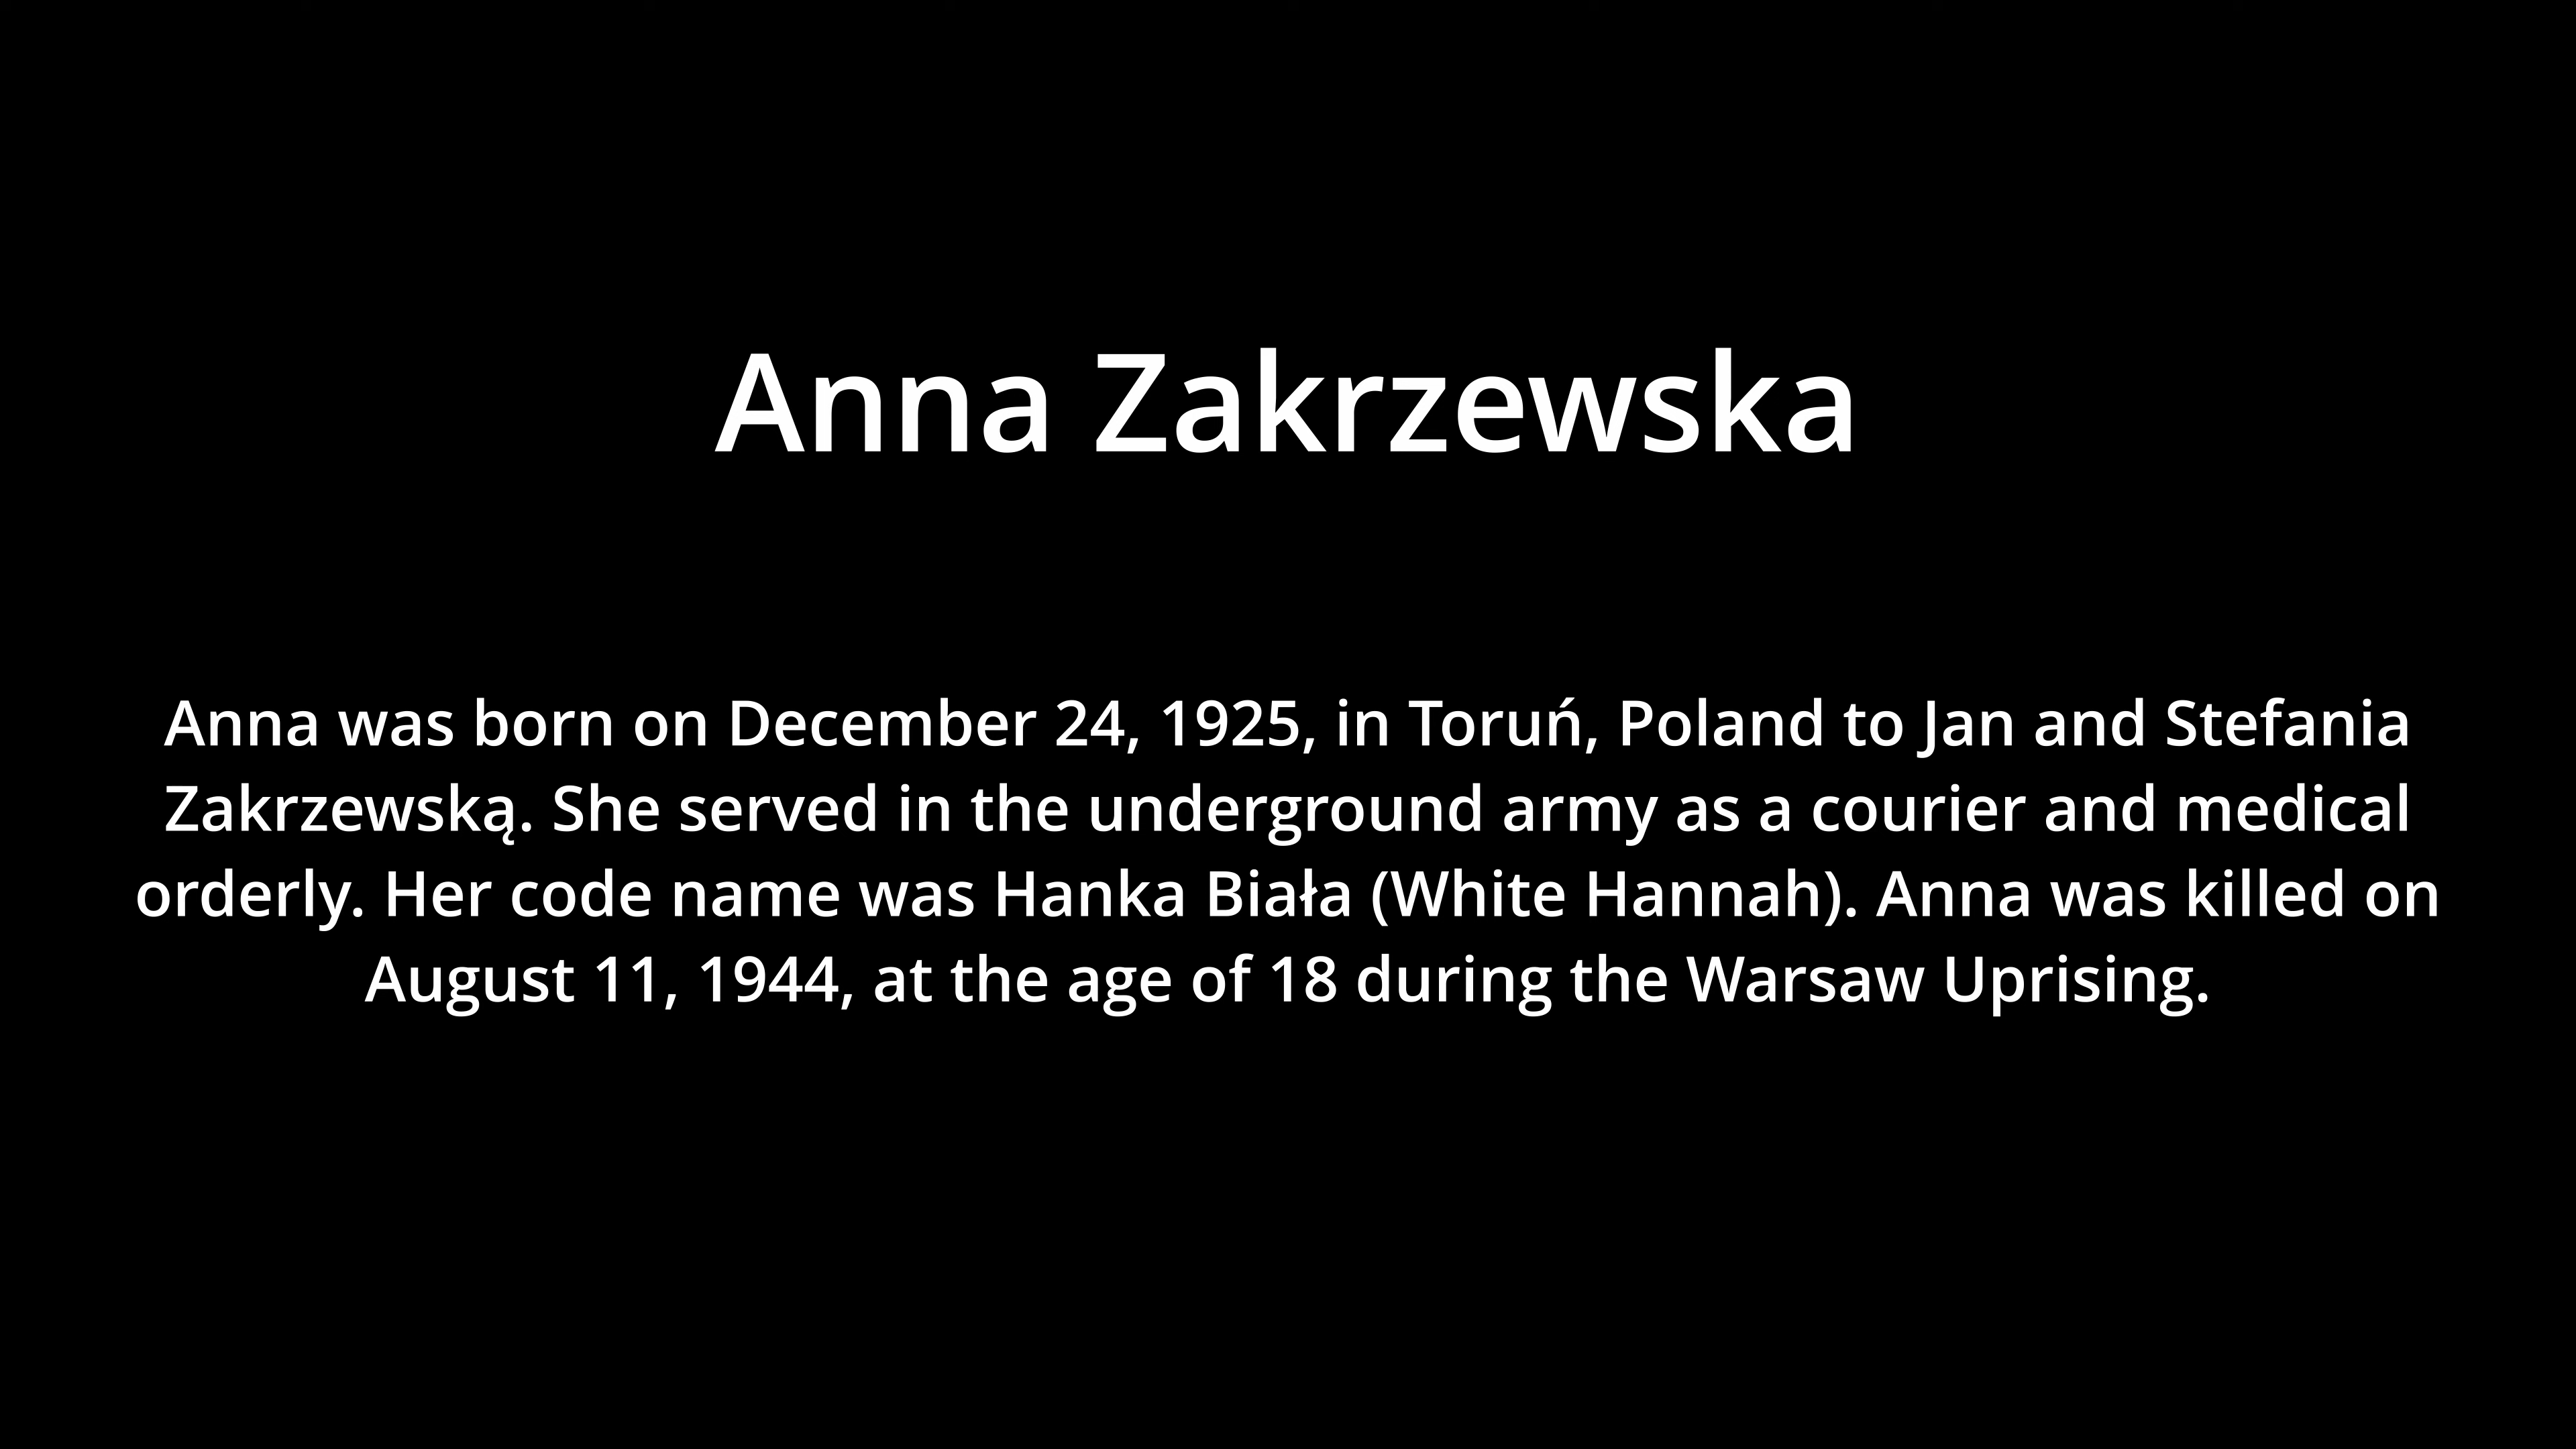 Anna Zakrzewska
Anna was born on December 24, 1925, in Toruń, Poland to Jan and Stefania
Zakrzewską. She served in the underground army as a courier and medical
orderly. Her code name was Hanka Biała (White Hannah). Anna was killed on
August 11, 1944, at the age of 18 during the Warsaw Uprising.